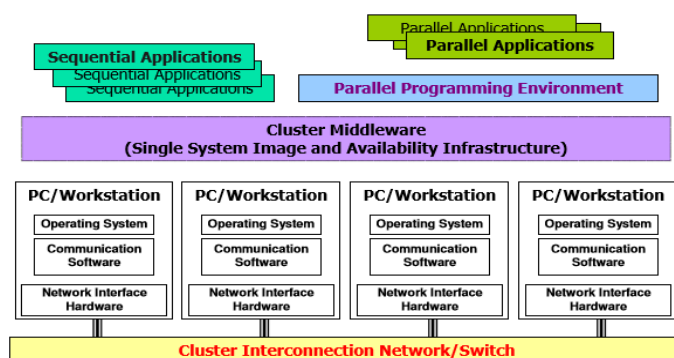 Parallel Applications
Parallel Applications
Sequential Applications
Sequential Applications
Sequential Applications
Parallel Programming Environment
Cluster Middleware
(Single System Image and Availability Infrastructure)
PC/Workstation
Operating System
Communication
Software
Network Interface
Hardware
PC/Workstation
Operating System
Communication
Software
Network Interface
Hardware
PC/Workstation
Operating System
Communication
Software
Network Interface
Hardware
PC/Workstation
Operating System
Communication
Software
Network Interface
Hardware
Cluster Interconnection Network/Switch